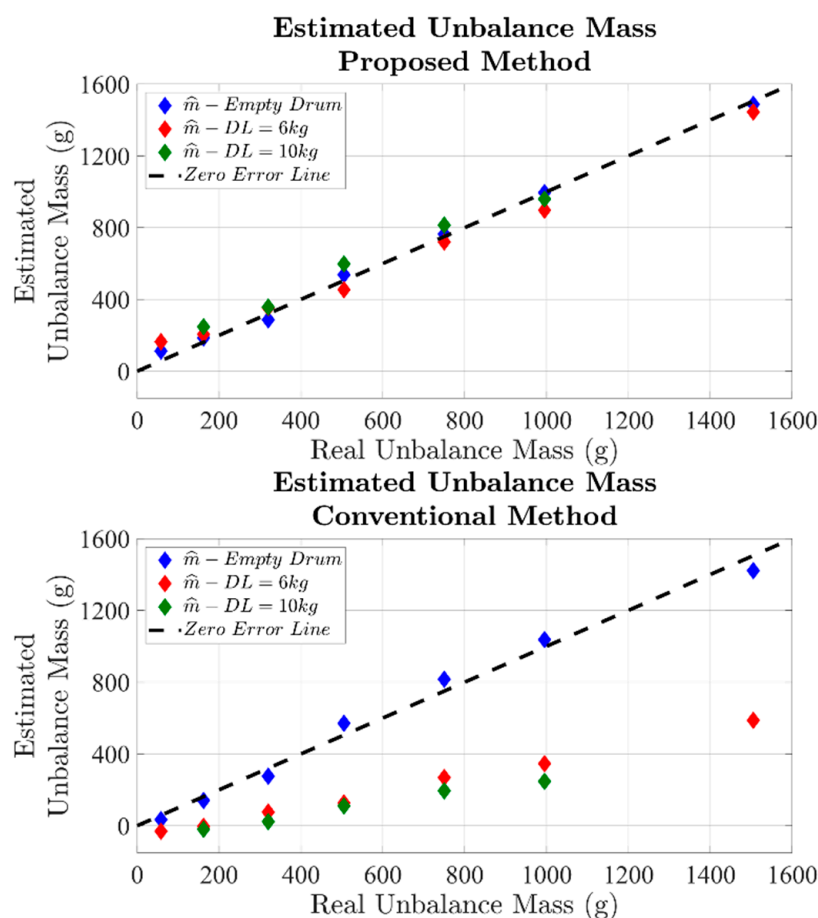 Estimated Unbalance Mass
Proposed Method
Estimated
Unbalance Mass (g)
1600
1200
800
400
0
m̂ − Empty Drum
m̂ − DL = 6kg
m̂ − DL = 10kg
Zero Error Line
0 200 400 600 800 1000 1200 1400 1600
Real Unbalance Mass (g)
Estimated Unbalance Mass
Conventional Method
Estimated
Unbalance Mass (g)
1600
1200
800
400
0
m̂ − Empty Drum
m̂ − DL = 6kg
m̂ − DL = 10kg
Zero Error Line
0 200 400 600 800 1000 1200 1400 1600
Real Unbalance Mass (g)